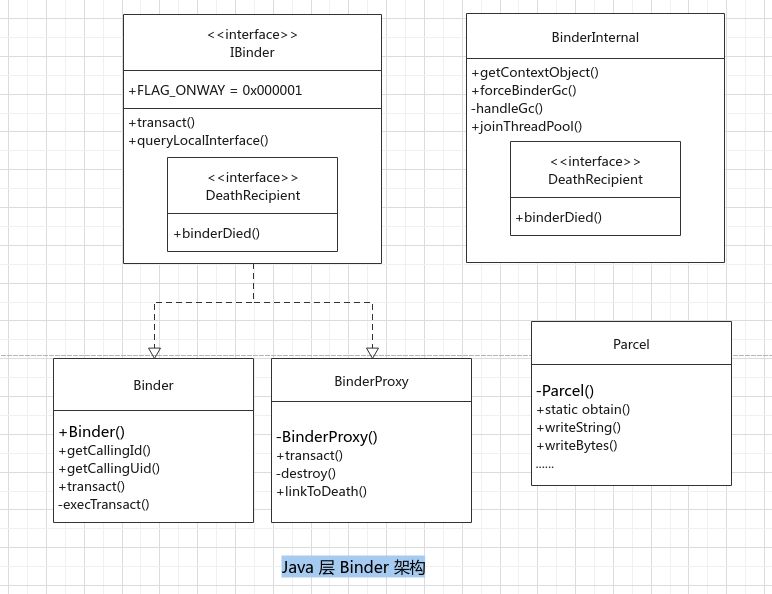 <<interface>>
IBinder
+FLAG_ONWAY = 0x000001
+transact()
+queryLocalInterface()
<<interface>>
DeathRecipient
+binderDied()
BinderInternal
+getContextObject()
+forceBinderGc()
-handleGc()
+joinThreadPool()
<<interface>>
DeathRecipient
+binderDied()
Binder
+Binder()
+getCallingId()
+getCallingUid()
+transact()
-execTransact()
BinderProxy
-BinderProxy()
+transact()
-destroy()
+linkToDeath()
Parcel
-Parcel()
+static obtain()
+writeString()
+writeBytes()
......
Java 层 Binder 架构